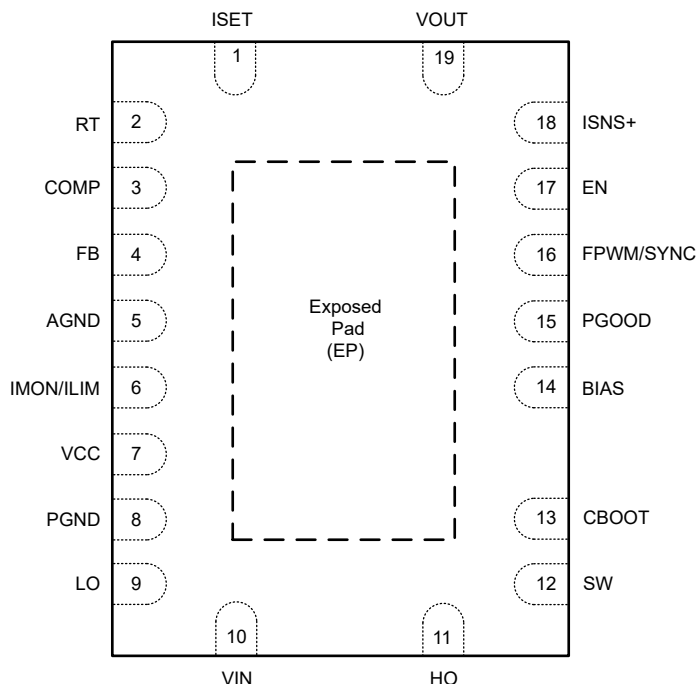 ISET VOUT
1 19
RT 2 18 ISNS+
COMP 3 17 EN
FB 4 16 FPWM/SYNC
Exposed
Pad
(EP)
AGND 5 15 PGOOD
IMON/ILIM 6 14 BIAS
VCC 7
PGND 8 13 CBOOT
LO 9 12 SW
10 11
VIN HO